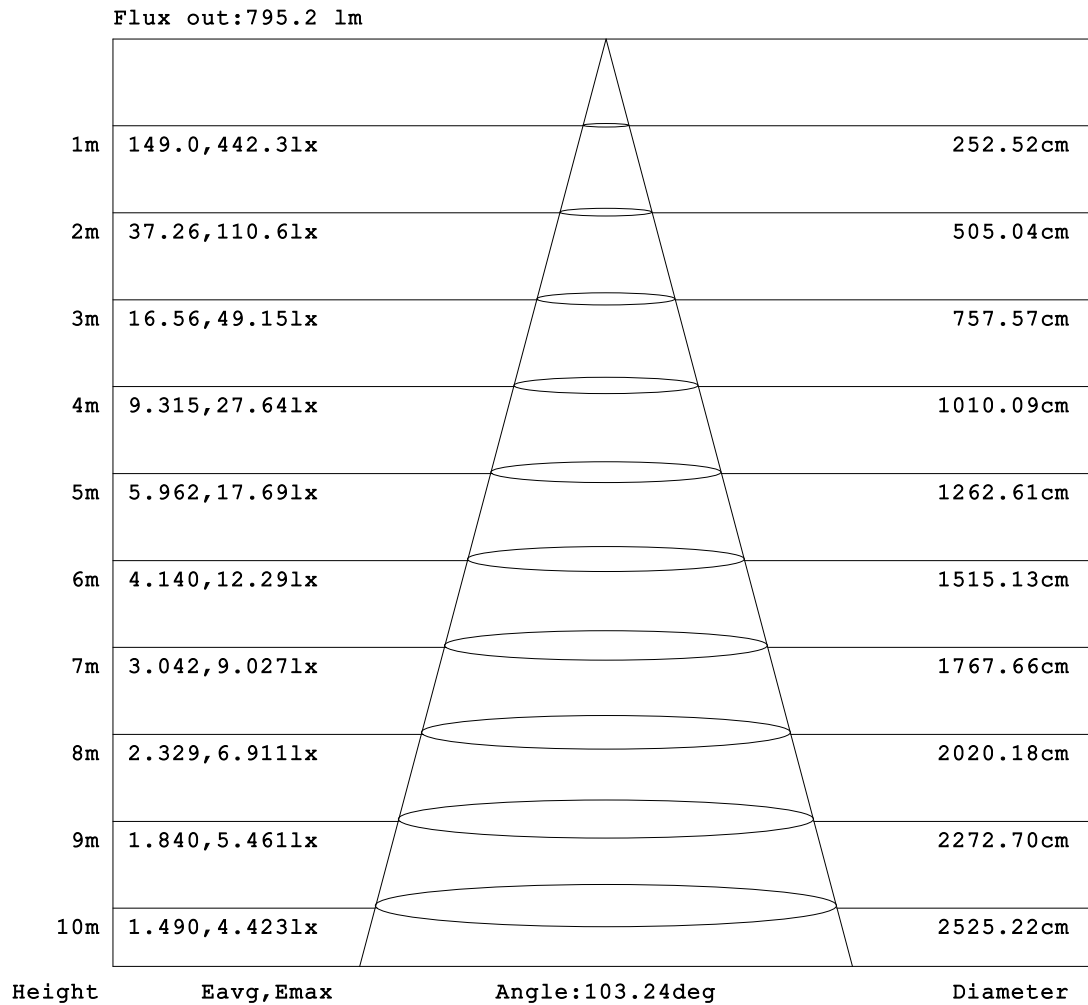 Flux out:795.2 lm
1m 149.0,442.3lx 252.52cm
2m 37.26,110.6lx 505.04cm
3m 16.56,49.15lx 757.57cm
4m 9.315,27.64lx 1010.09cm
5m 5.962,17.69lx 1262.61cm
6m 4.140,12.29lx 1515.13cm
7m 3.042,9.027lx 1767.66cm
8m 2.329,6.911lx 2020.18cm
9m 1.840,5.461lx 2272.70cm
10m 1.490,4.423lx 2525.22cm
Height Eavg,Emax Angle:103.24deg Diameter